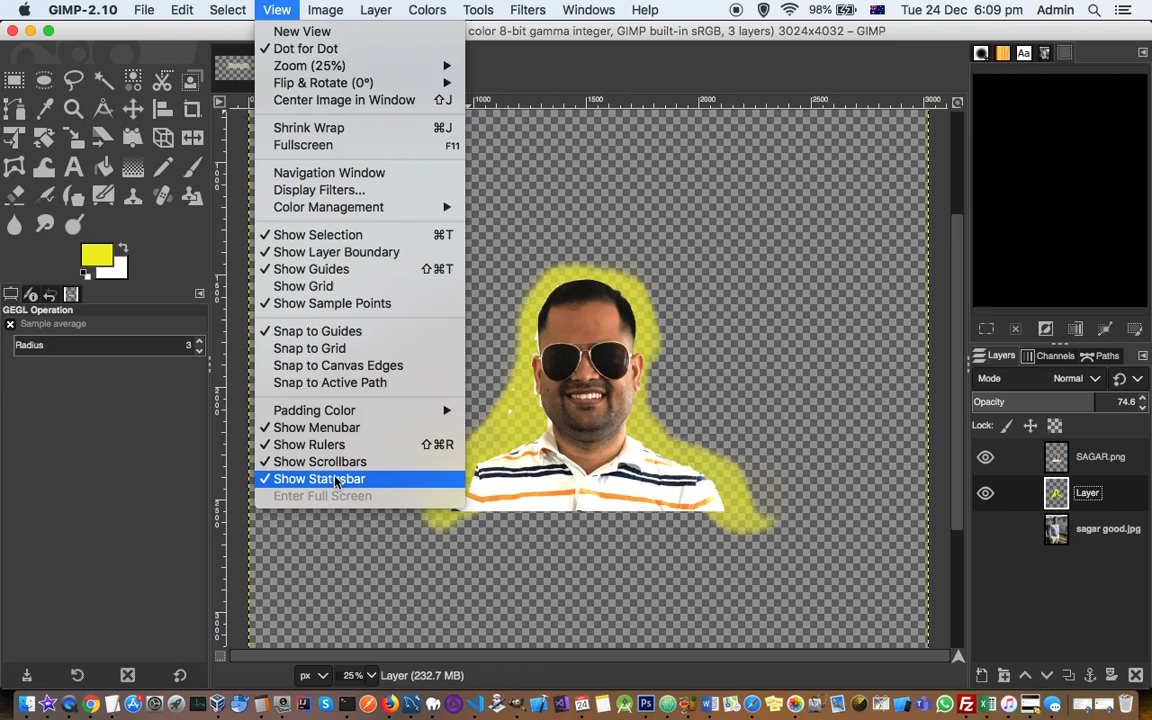 GIMP-2.10 File Edit Select View Image Layer Colors Tools Filters Windows Help 98% Tue 24 Dec 6:09 pm Admin
color 8-bit gamma integer, GIMP built-in sRGB, 3 layers) 3024x4032 – GIMP
New View
Dot for Dot
Zoom (25%)
Flip & Rotate (0°)
Center Image in Window ⇧J
Shrink Wrap ⌘J
Fullscreen F11
Navigation Window
Display Filters...
Color Management
Show Selection ⌘T
Show Layer Boundary
Show Guides ⇧⌘T
Show Grid
Show Sample Points
Snap to Guides
Snap to Grid
Snap to Canvas Edges
Snap to Active Path
Padding Color
Show Menubar
Show Rulers ⇧⌘R
Show Scrollbars
Show Statusbar
Enter Full Screen
1000 1500 2000 2500 3000
GEGL Operation
Sample average
Radius 3
Layers Channels Paths
Mode Normal
Opacity 74.6
Lock:
SAGAR.png
Layer
sagar good.jpg
px 25% Layer (232.7 MB)